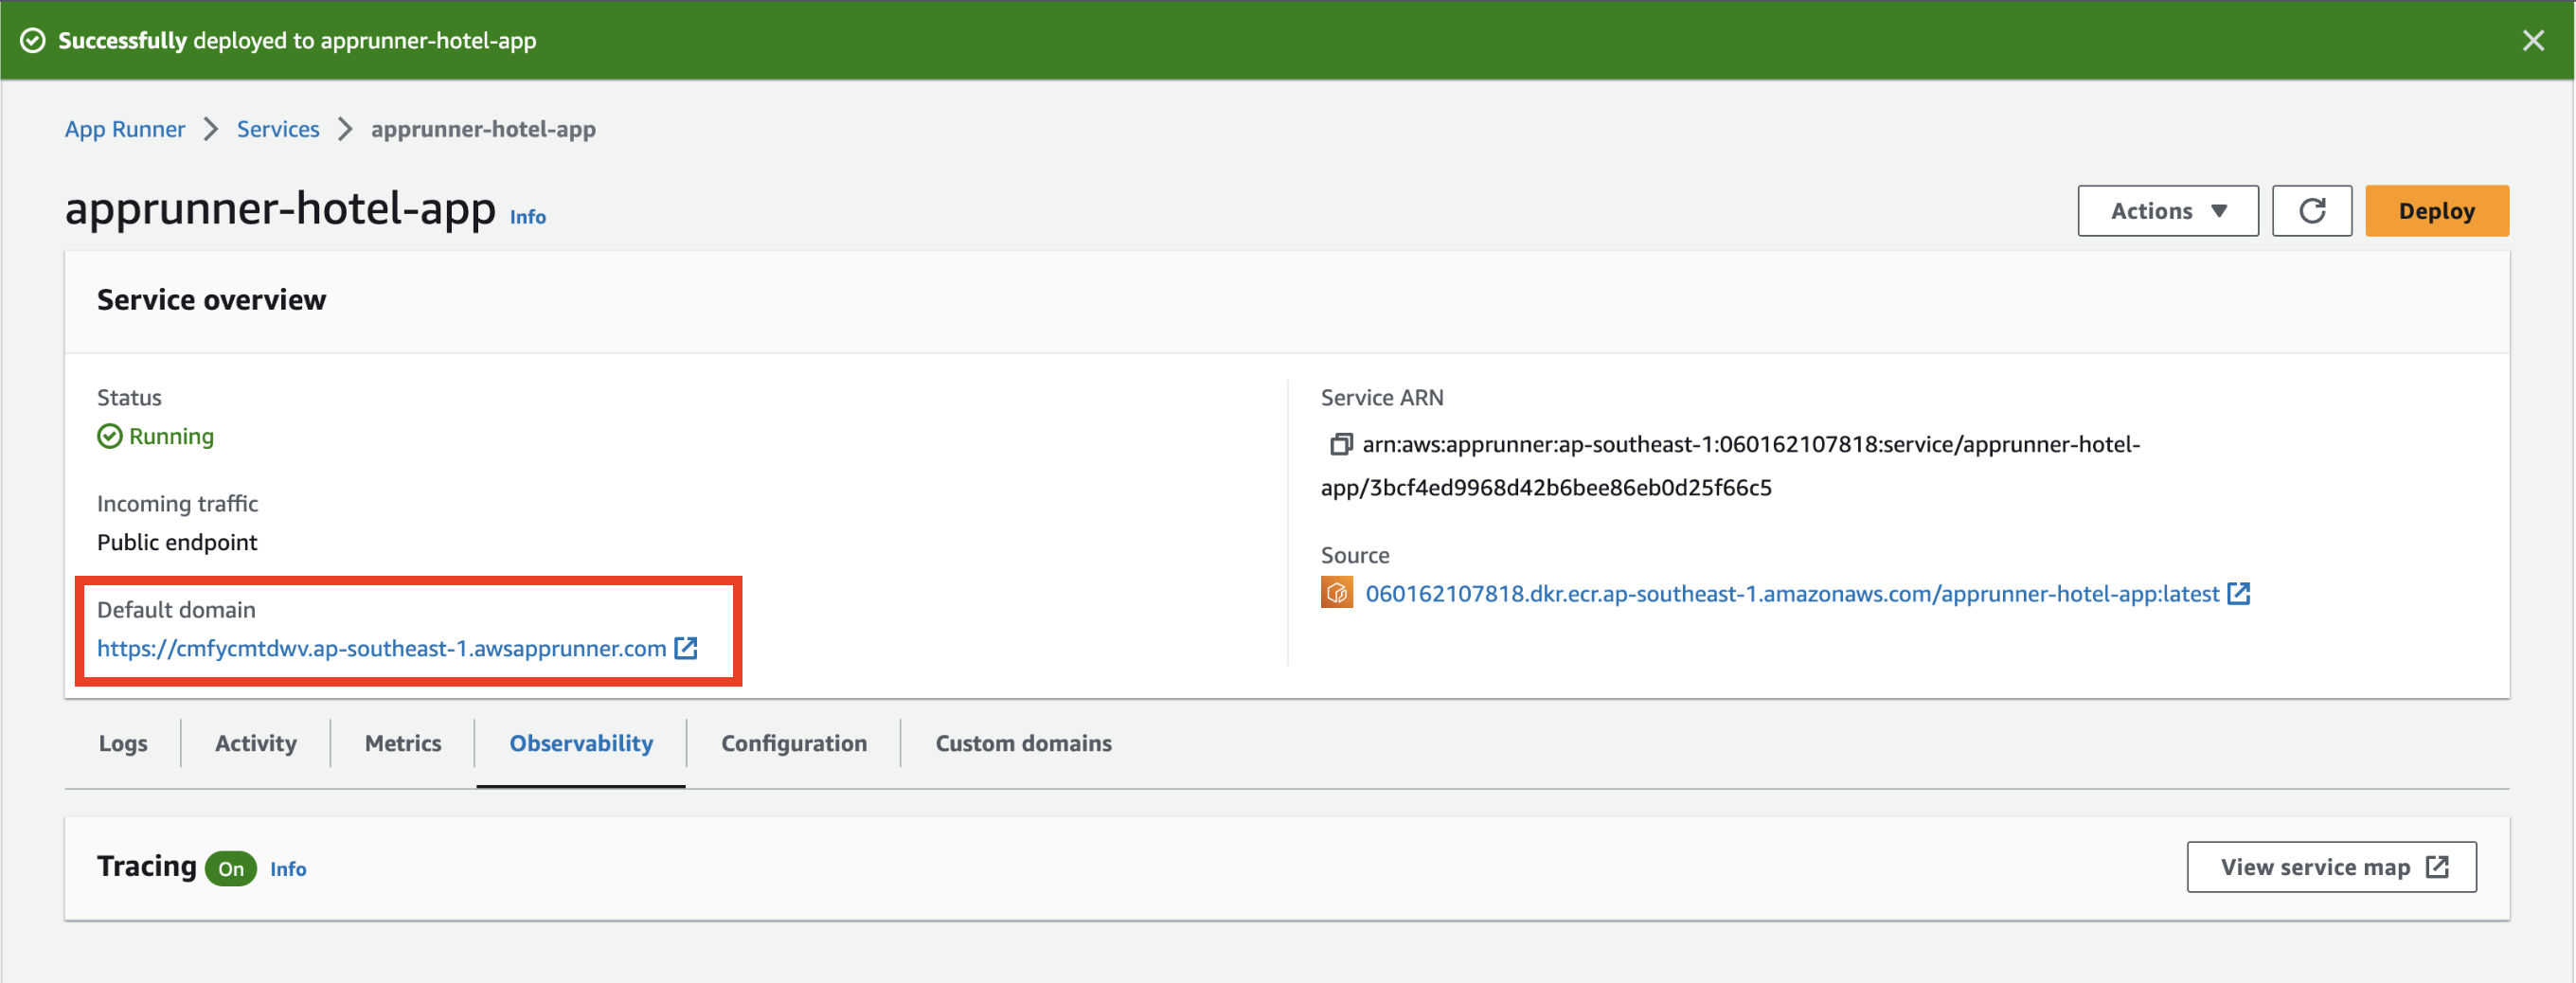 Successfully deployed to apprunner-hotel-app
App Runner > Services > apprunner-hotel-app
apprunner-hotel-app Info
Actions
Deploy
Service overview
Status
Running
Incoming traffic
Public endpoint
Default domain
https://cmfycmtdwv.ap-southeast-1.awsapprunner.com
Service ARN
arn:aws:apprunner:ap-southeast-1:060162107818:service/apprunner-hotel-
app/3bcf4ed9968d42b6bee86eb0d25f66c5
Source
060162107818.dkr.ecr.ap-southeast-1.amazonaws.com/apprunner-hotel-app:latest
Logs
Activity
Metrics
Observability
Configuration
Custom domains
Tracing On Info
View service map